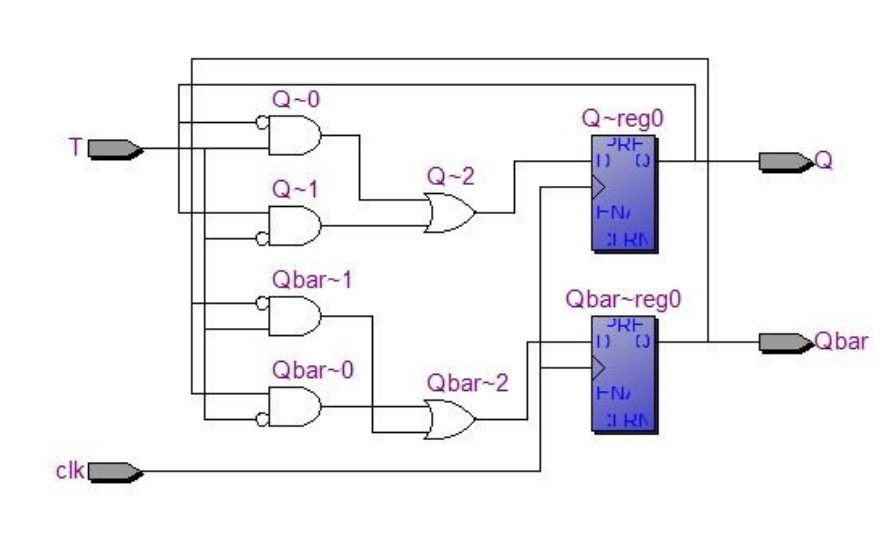 Q~0
Q~reg0
T
PRE
D Q
Q
Q~1
Q~2
ENA
CLRN
Qbar~1
Qbar~reg0
PRE
D Q
Qbar
Qbar~0
Qbar~2
ENA
CLRN
clk